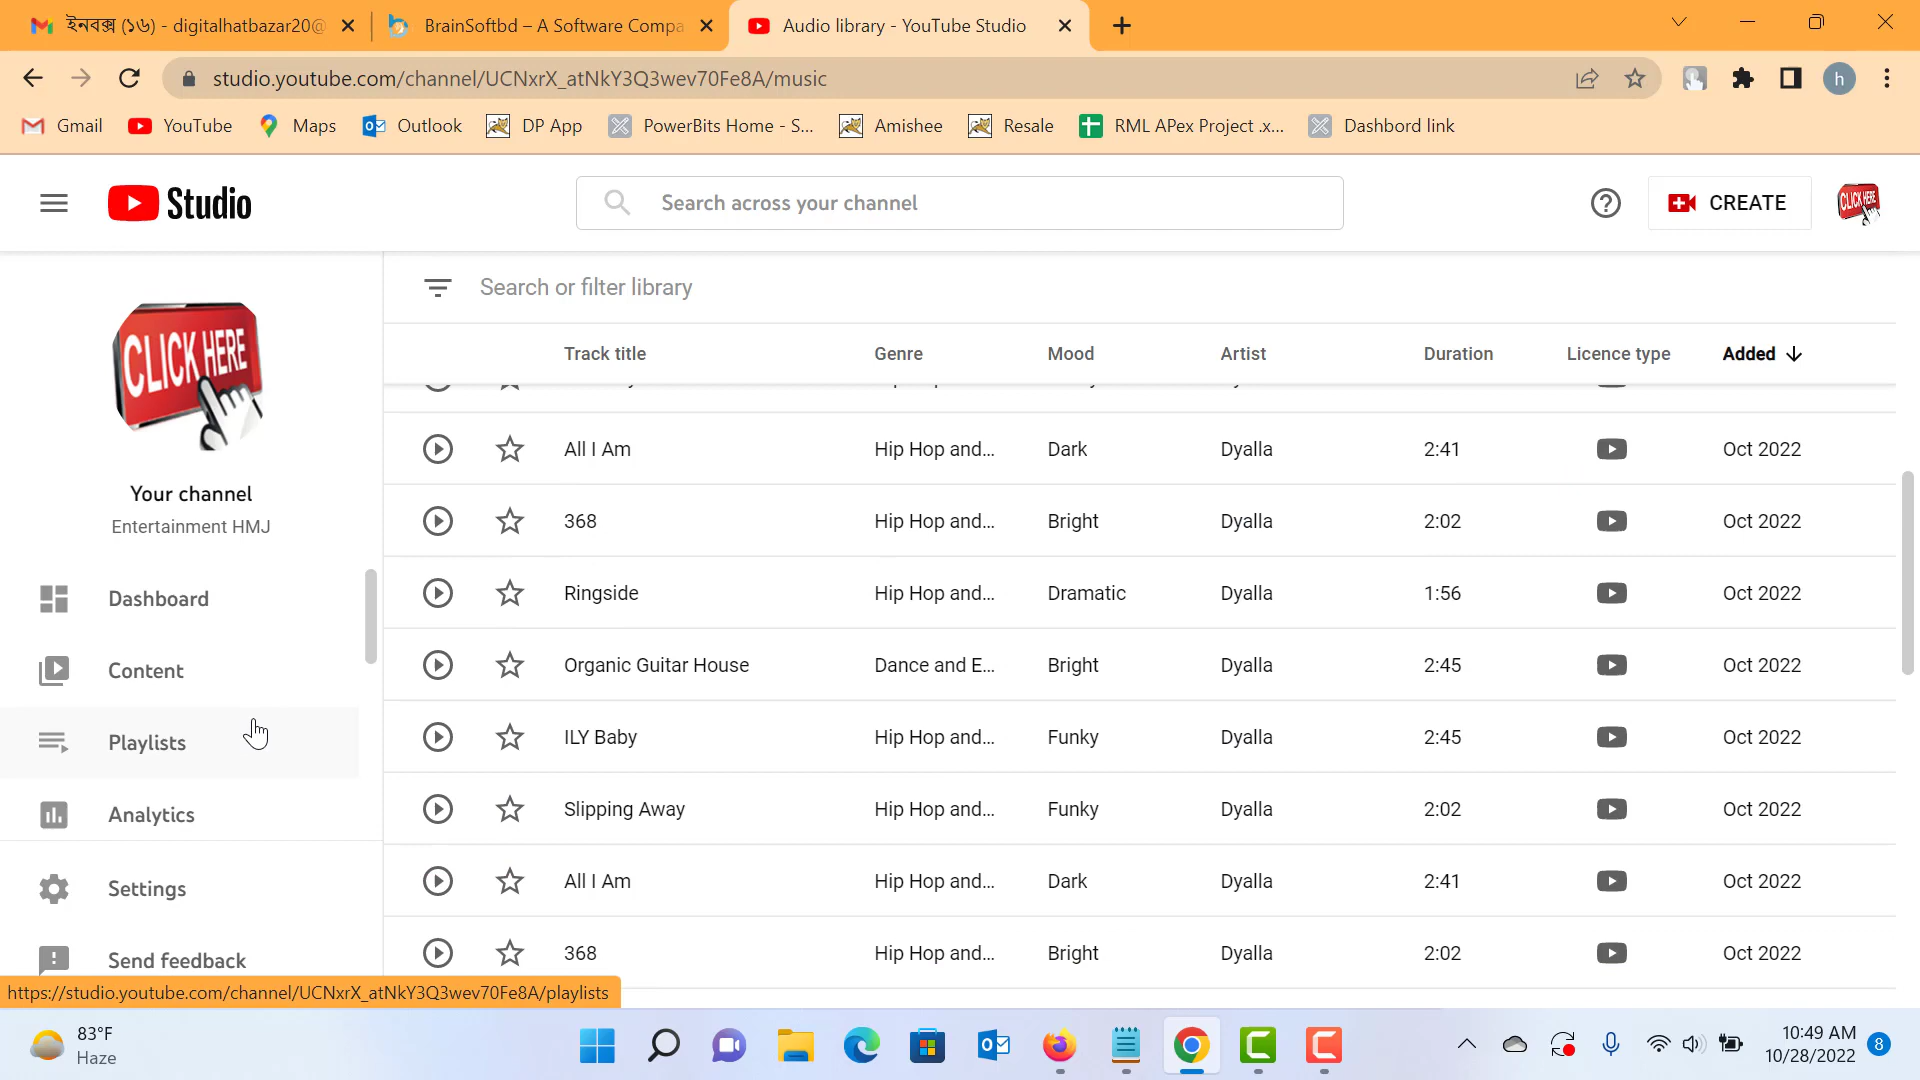 ইনবক্স (১৬) - digitalhatbazar20@
BrainSoftbd – A Software Compa
Audio library - YouTube Studio
studio.youtube.com/channel/UCNxrX_atNkY3Q3wev70Fe8A/music
h
Gmail
YouTube
Maps
Outlook
DP App
PowerBits Home - S...
Amishee
Resale
RML APex Project .x...
Dashbord link
Studio
Search across your channel
CREATE
CLICK HERE
CLICK HERE
Your channel
Entertainment HMJ
Dashboard
Content
Playlists
Analytics
Settings
Send feedback
Search or filter library
Track title Genre Mood Artist Duration Licence type Added
All I Am Hip Hop and... Dark Dyalla 2:41 Oct 2022
368 Hip Hop and... Bright Dyalla 2:02 Oct 2022
Ringside Hip Hop and... Dramatic Dyalla 1:56 Oct 2022
Organic Guitar House Dance and E... Bright Dyalla 2:45 Oct 2022
ILY Baby Hip Hop and... Funky Dyalla 2:45 Oct 2022
Slipping Away Hip Hop and... Funky Dyalla 2:02 Oct 2022
All I Am Hip Hop and... Dark Dyalla 2:41 Oct 2022
368 Hip Hop and... Bright Dyalla 2:02 Oct 2022
https://studio.youtube.com/channel/UCNxrX_atNkY3Q3wev70Fe8A/playlists
83°F
Haze
10:49 AM
10/28/2022
8